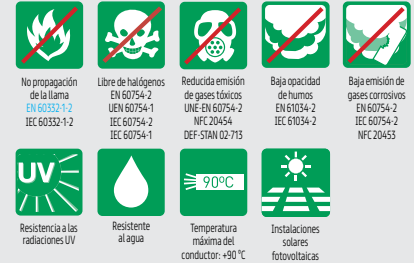 No propagación
de la llama
EN 60332-1-2
IEC 60332-1-2
Libre de halógenos
EN 60754-2
UEN 60754-1
IEC 60754-2
IEC 60754-1
Reducida emisión
de gases tóxicos
UNE-EN 60754-2
NFC 20454
DEF-STAN 02-713
Baja opacidad
de humos
EN 61034-2
IEC 61034-2
Baja emisión de
gases corrosivos
EN 60754-2
IEC 60754-2
NFC 20453
UV
Resistencia a las
radiaciones UV
Resistente
al agua
90°C
Temperatura
máxima del
conductor: +90 °C
Instalaciones
solares
fotovoltaicas